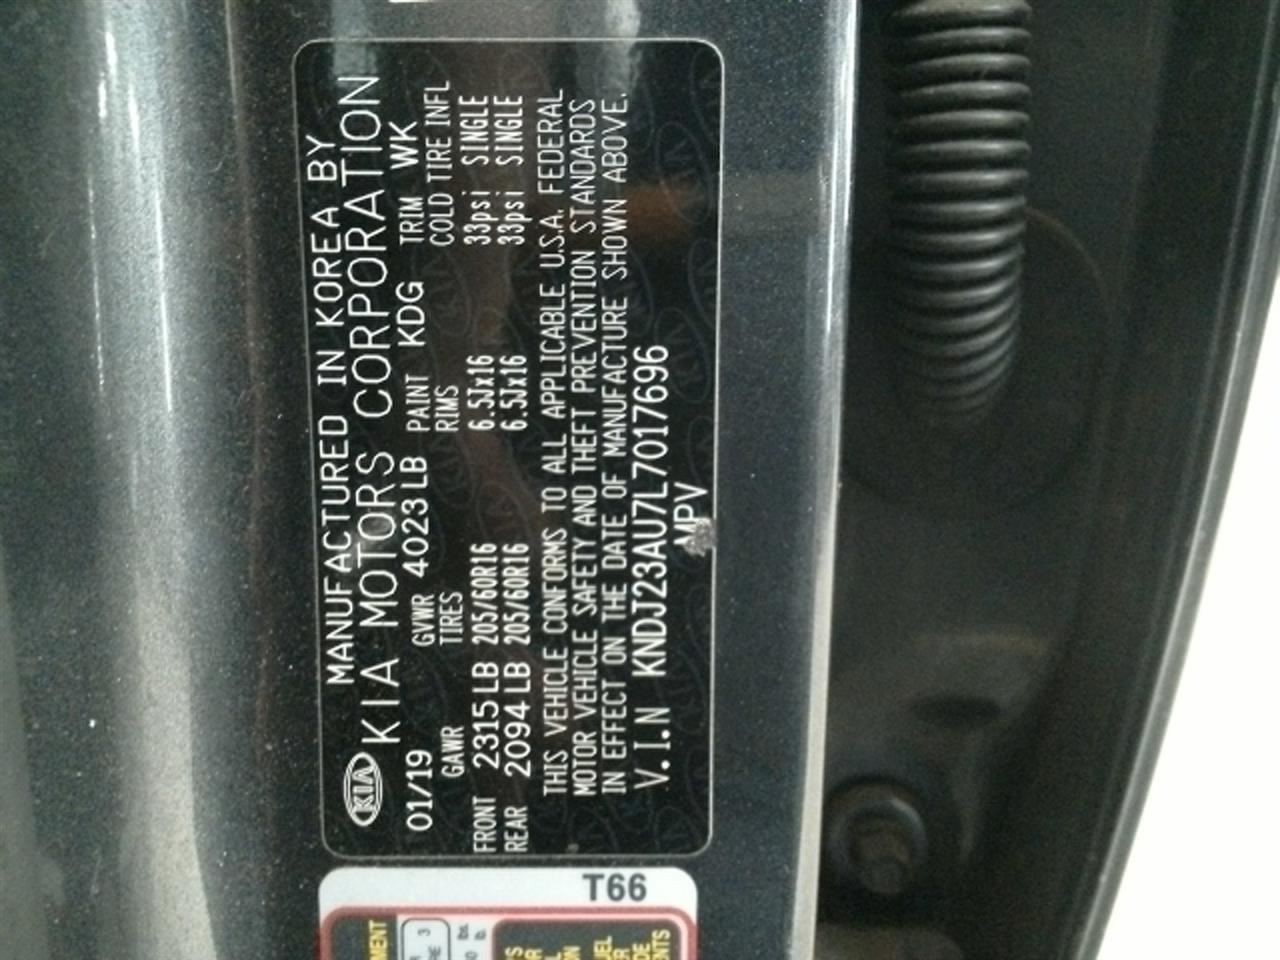 MANUFACTURED IN KOREA BY
KIA KIA MOTORS CORPORATION
01/19 GVWR 4023 LB PAINT KDG TRIM WK
GAWR TIRES RIMS COLD TIRE INFL
FRONT 2315 LB 205/60R16 6.5Jx16 33psi SINGLE
REAR 2094 LB 205/60R16 6.5Jx16 33psi SINGLE
THIS VEHICLE CONFORMS TO ALL APPLICABLE U.S.A. FEDERAL
MOTOR VEHICLE SAFETY AND THEFT PREVENTION STANDARDS
IN EFFECT ON THE DATE OF MANUFACTURE SHOWN ABOVE.
V.I.N KNDJ23AU7L7017696
MPV
T66